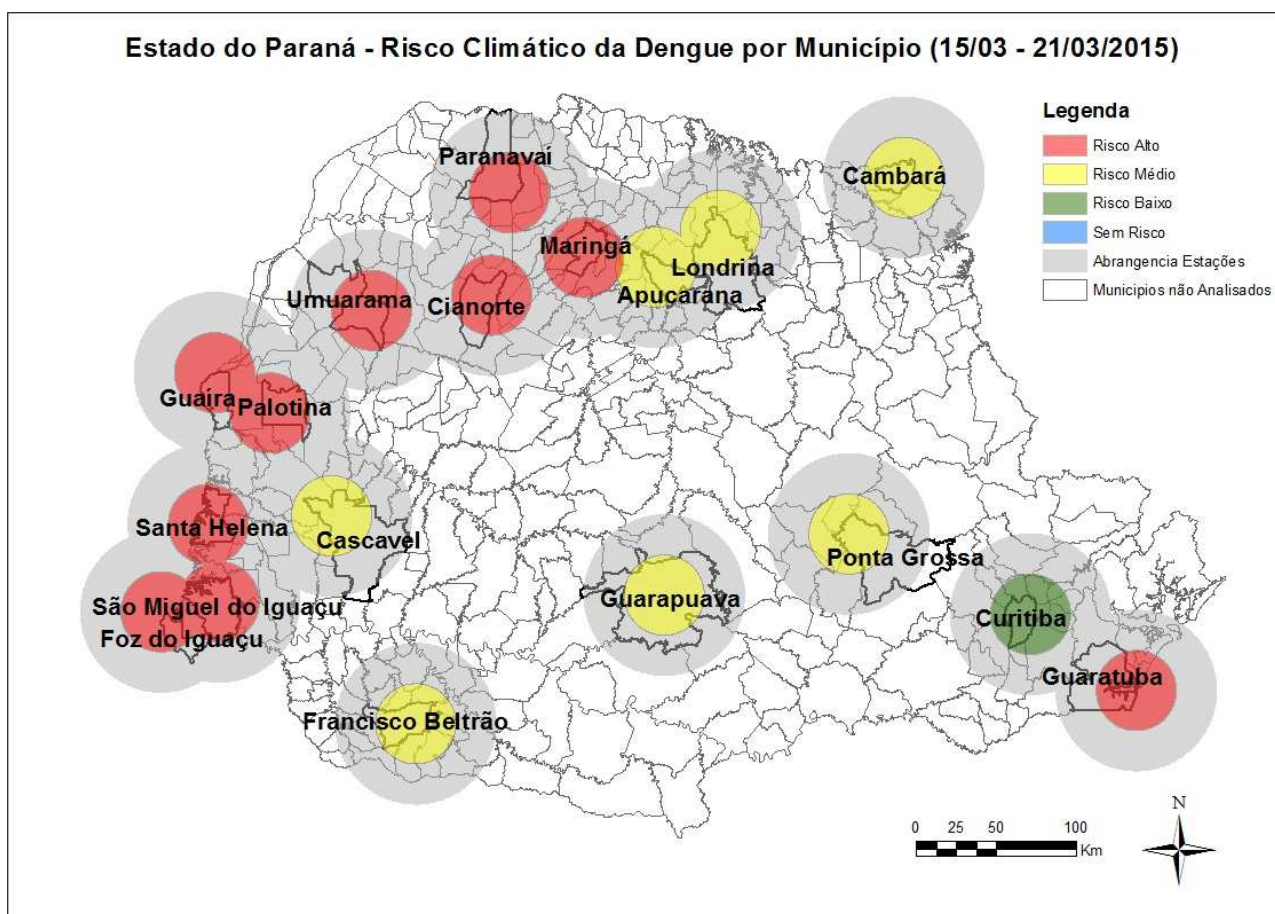 Estado do Paraná - Risco Climático da Dengue por Município (15/03 - 21/03/2015)
Legenda
Risco Alto
Risco Médio
Risco Baixo
Sem Risco
Abrangencia Estações
Municipios não Analisados
Paranavaí
Cambará
Maringá
Londrina
Apucarana
Umuarama
Cianorte
Guaíra
Palotina
Santa Helena
Cascavel
Ponta Grossa
São Miguel do Iguaçu
Foz do Iguaçu
Guarapuava
Curitiba
Guaratuba
Francisco Beltrão
N
0 25 50 100
Km